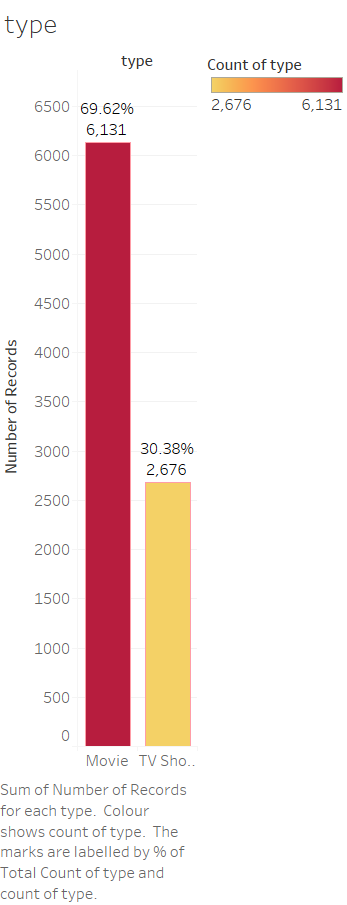 type
type
Count of type
2,676 6,131
6500
6000
5500
5000
4500
4000
3500
3000
2500
2000
1500
1000
500
0
Number of Records
69.62%
6,131
30.38%
2,676
Movie TV Sho..
Sum of Number of Records
for each type. Colour
shows count of type. The
marks are labelled by % of
Total Count of type and
count of type.